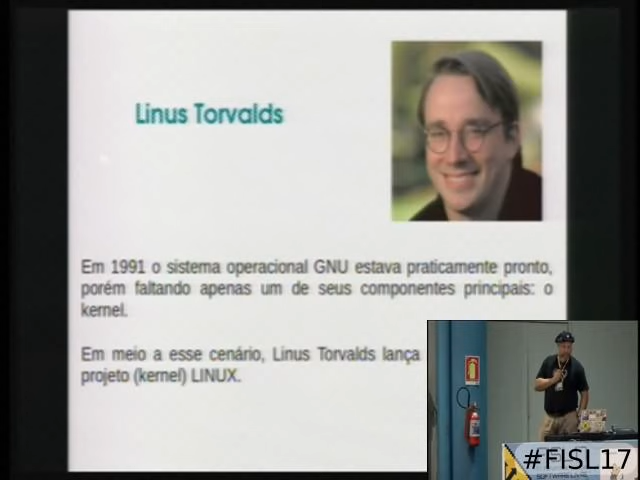 Linus Torvalds
Em 1991 o sistema operacional GNU estava praticamente pronto,
porém faltando apenas um de seus componentes principais: o
kernel.
Em meio a esse cenário, Linus Torvalds lança
projeto (kernel) LINUX.
#FISL17